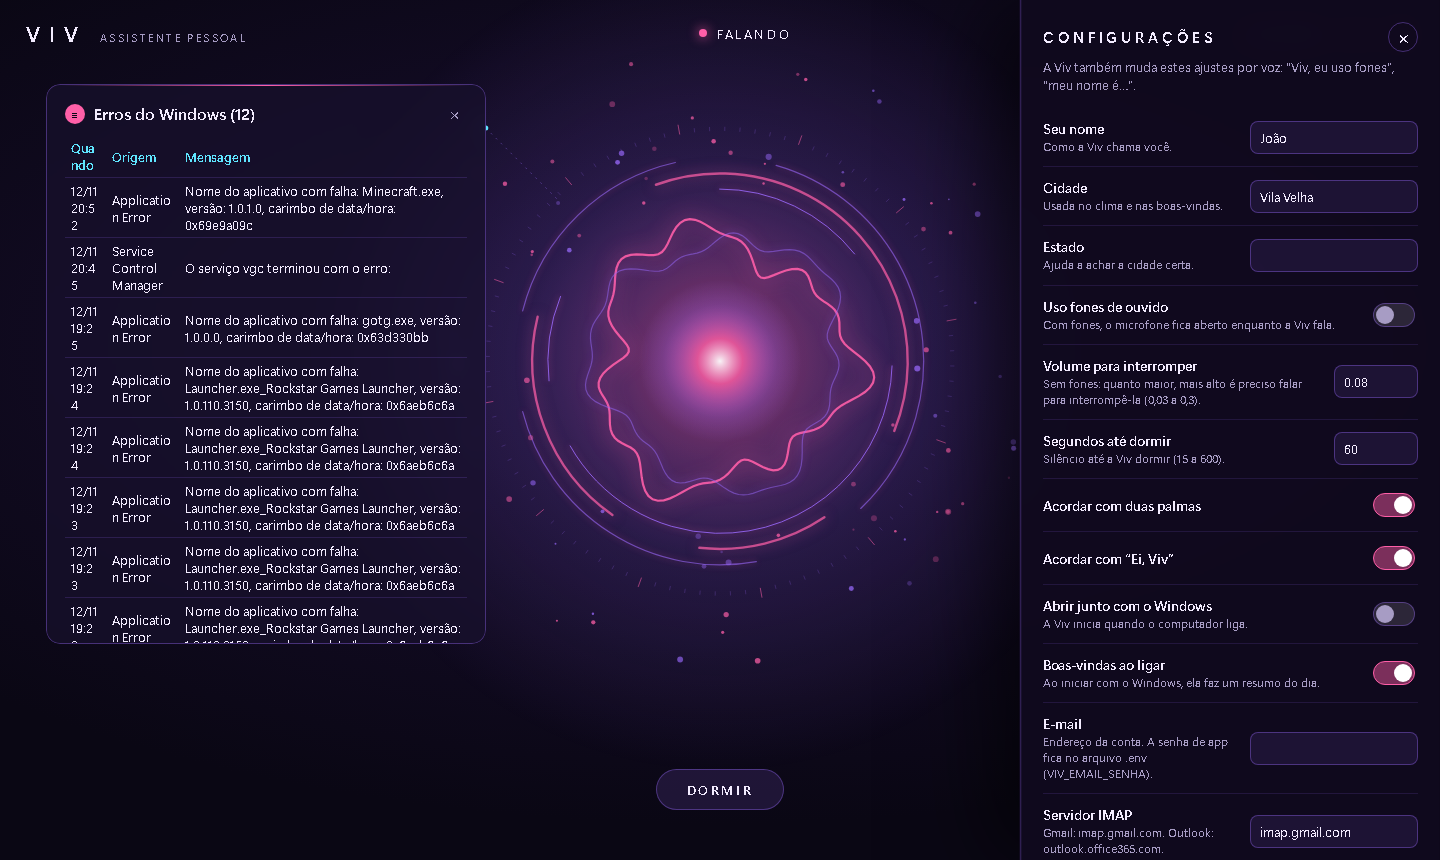 VIV ASSISTENTE PESSOAL
FALANDO
Erros do Windows (12)
Qua
ndo
Origem
Mensagem
12/11
20:5
2
Applicatio
n Error
Nome do aplicativo com falha: Minecraft.exe,
versão: 1.0.1.0, carimbo de data/hora:
0x69e9a09c
12/11
20:4
5
Service
Control
Manager
O serviço vgc terminou com o erro:
12/11
19:2
5
Applicatio
n Error
Nome do aplicativo com falha: gotg.exe, versão:
1.0.0.0, carimbo de data/hora: 0x63d330bb
12/11
19:2
4
Applicatio
n Error
Nome do aplicativo com falha:
Launcher.exe_Rockstar Games Launcher, versão:
1.0.110.3150, carimbo de data/hora: 0x6aeb6c6a
12/11
19:2
4
Applicatio
n Error
Nome do aplicativo com falha:
Launcher.exe_Rockstar Games Launcher, versão:
1.0.110.3150, carimbo de data/hora: 0x6aeb6c6a
12/11
19:2
3
Applicatio
n Error
Nome do aplicativo com falha:
Launcher.exe_Rockstar Games Launcher, versão:
1.0.110.3150, carimbo de data/hora: 0x6aeb6c6a
12/11
19:2
3
Applicatio
n Error
Nome do aplicativo com falha:
Launcher.exe_Rockstar Games Launcher, versão:
1.0.110.3150, carimbo de data/hora: 0x6aeb6c6a
12/11
19:2
Applicatio
n Error
Nome do aplicativo com falha:
Launcher.exe_Rockstar Games Launcher, versão:
DORMIR
CONFIGURAÇÕES
A Viv também muda estes ajustes por voz: "Viv, eu uso fones",
"meu nome é...".
Seu nome
Como a Viv chama você.
João
Cidade
Usada no clima e nas boas-vindas.
Vila Velha
Estado
Ajuda a achar a cidade certa.
Uso fones de ouvido
Com fones, o microfone fica aberto enquanto a Viv fala.
Volume para interromper
Sem fones: quanto maior, mais alto é preciso falar
para interrompê-la (0,03 a 0,3).
0.08
Segundos até dormir
Silêncio até a Viv dormir (15 a 600).
60
Acordar com duas palmas
Acordar com “Ei, Viv”
Abrir junto com o Windows
A Viv inicia quando o computador liga.
Boas-vindas ao ligar
Ao iniciar com o Windows, ela faz um resumo do dia.
E-mail
Endereço da conta. A senha de app
fica no arquivo .env
(VIV_EMAIL_SENHA).
Servidor IMAP
Gmail: imap.gmail.com. Outlook:
outlook.office365.com.
imap.gmail.com